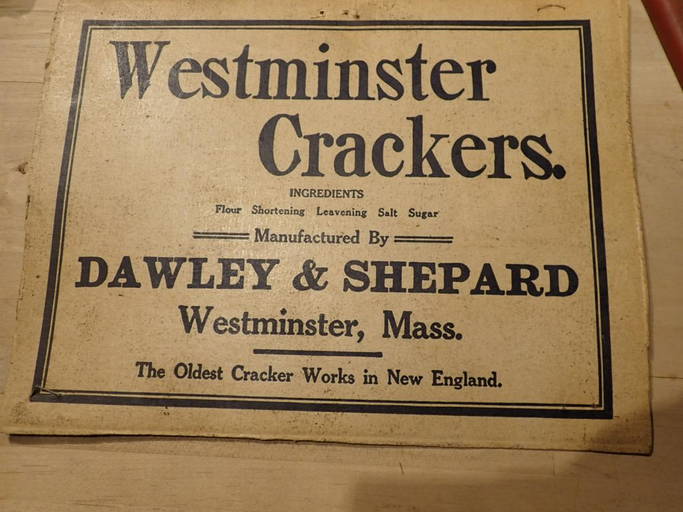 Westminster
Crackers.
INGREDIENTS
Flour Shortening Leavening Salt Sugar
Manufactured By
DAWLEY & SHEPARD
Westminster, Mass.
The Oldest Cracker Works in New England.